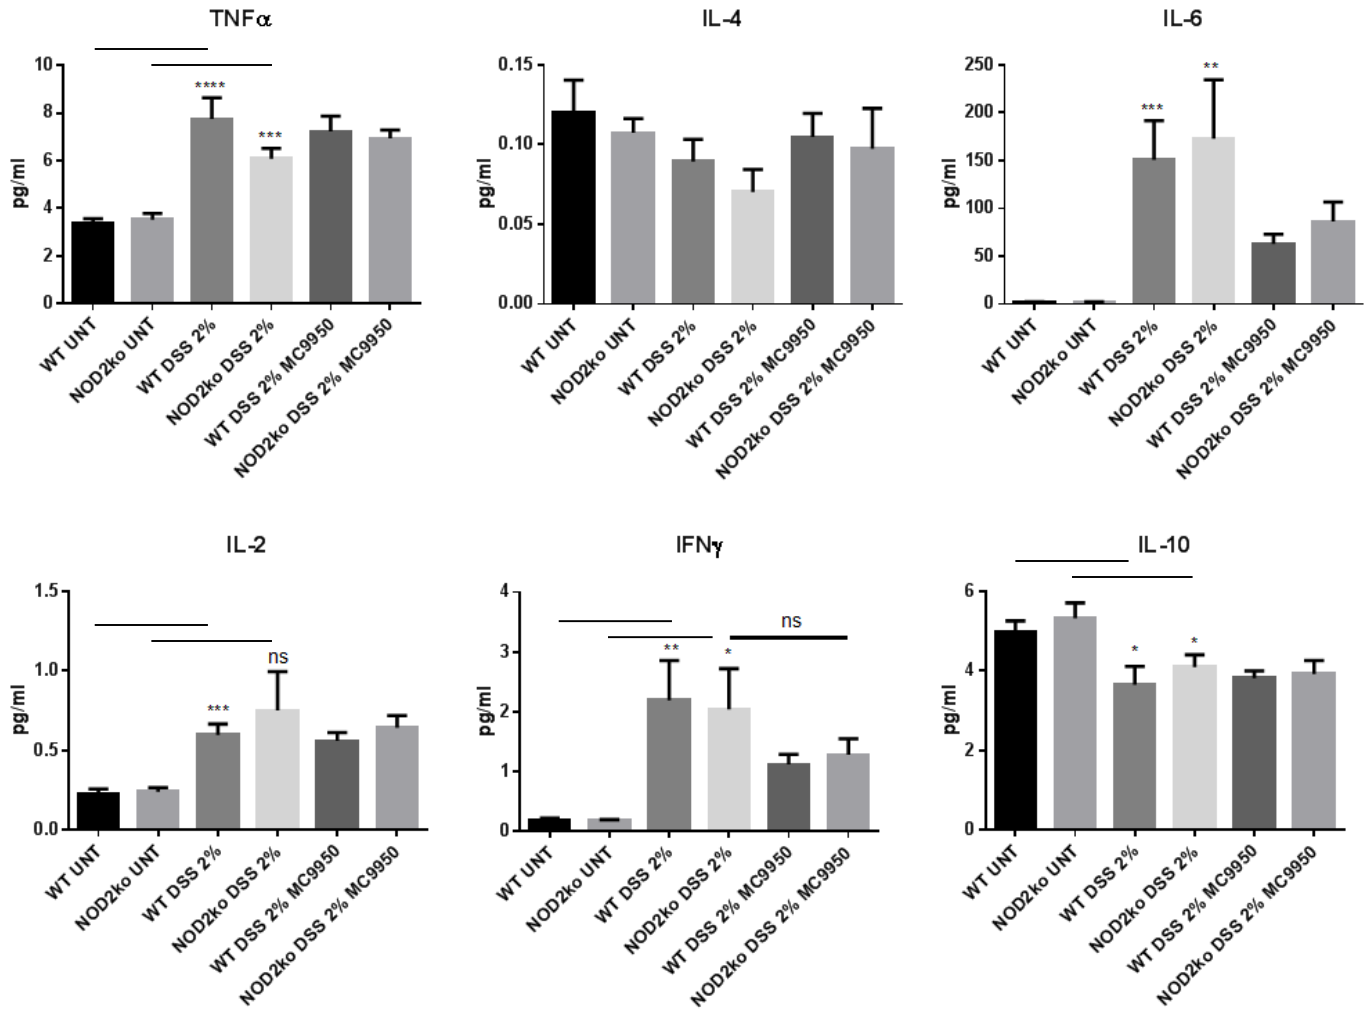 TNFα
pg/ml
10
8
6
4
2
0
****
***
WT UNT
NOD2ko UNT
WT DSS 2%
NOD2ko DSS 2%
WT DSS 2% MC9950
NOD2ko DSS 2% MC9950
IL-4
pg/ml
0.15
0.10
0.05
0.00
WT UNT
NOD2ko UNT
WT DSS 2%
NOD2ko DSS 2%
WT DSS 2% MC9950
NOD2ko DSS 2% MC9950
IL-6
pg/ml
250
200
150
100
50
0
***
**
WT UNT
NOD2ko UNT
WT DSS 2%
NOD2ko DSS 2%
WT DSS 2% MC9950
NOD2ko DSS 2% MC9950
IL-2
pg/ml
1.5
1.0
0.5
0.0
***
ns
WT UNT
NOD2ko UNT
WT DSS 2%
NOD2ko DSS 2%
WT DSS 2% MC9950
NOD2ko DSS 2% MC9950
IFNγ
pg/ml
4
3
2
1
0
**
*
ns
WT UNT
NOD2ko UNT
WT DSS 2%
NOD2ko DSS 2%
WT DSS 2% MC9950
NOD2ko DSS 2% MC9950
IL-10
pg/ml
6
4
2
0
*
*
WT UNT
NOD2ko UNT
WT DSS 2%
NOD2ko DSS 2%
WT DSS 2% MC9950
NOD2ko DSS 2% MC9950